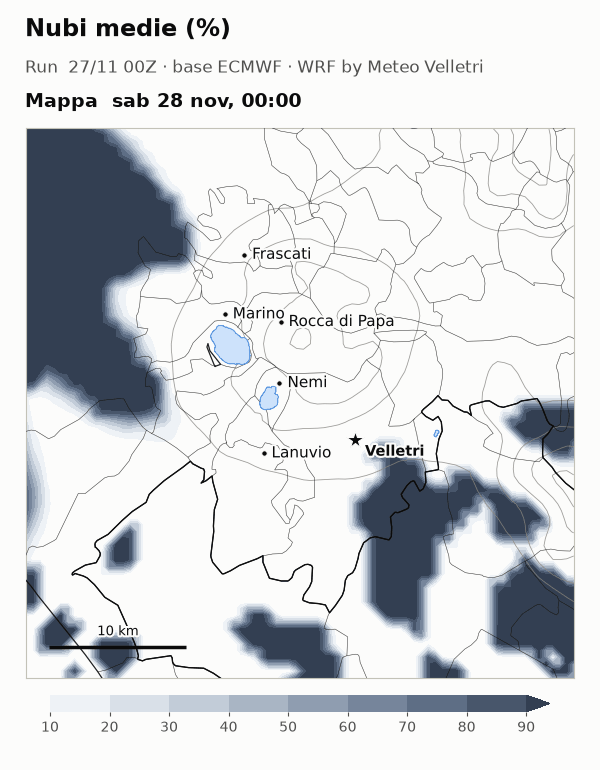 Nubi medie (%)
Run 27/11 00Z · base ECMWF · WRF by Meteo Velletri
Mappa sab 28 nov, 00:00
Frascati
Marino
Rocca di Papa
Nemi
Velletri
Lanuvio
10 km
10 20 30 40 50 60 70 80 90